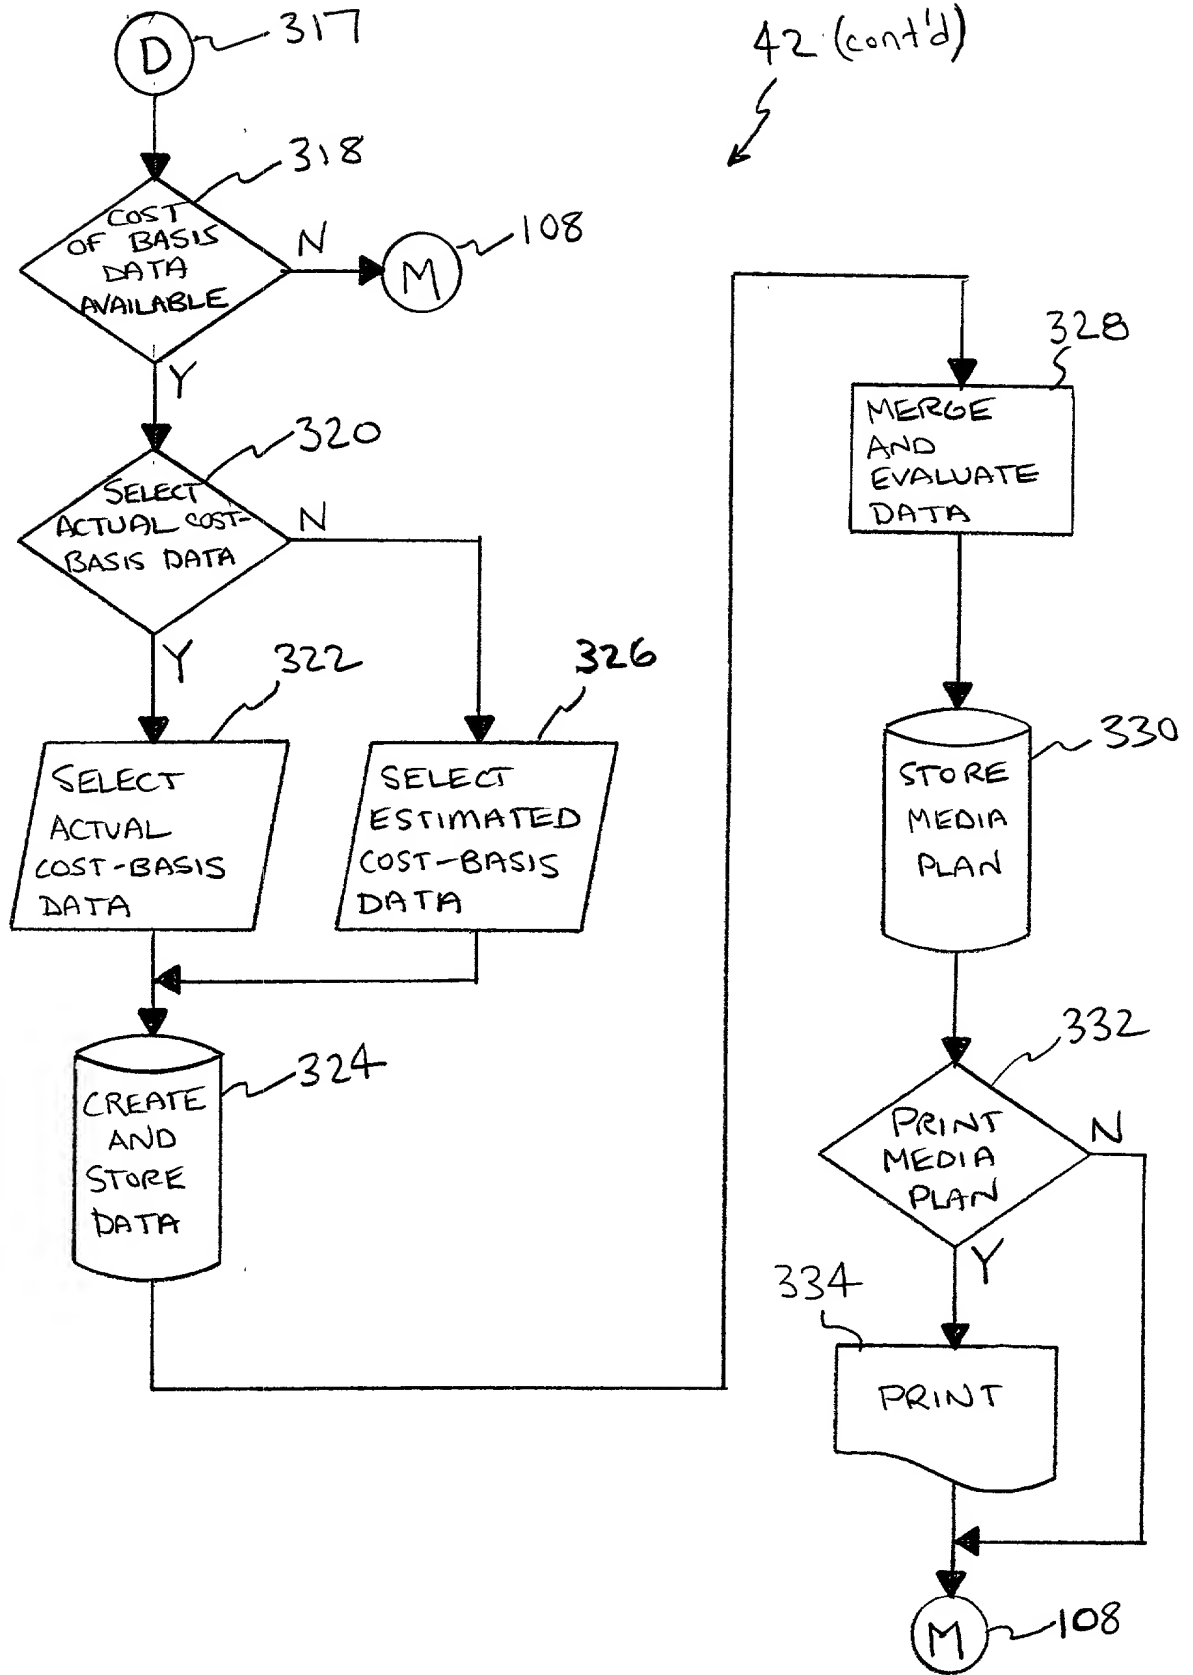 D
317
42 (cont'd)
318
COST
OF BASIS
DATA
AVAILABLE
N
M
108
Y
320
SELECT
ACTUAL COST-
BASIS DATA
N
Y
322
SELECT
ACTUAL
COST-BASIS
DATA
326
SELECT
ESTIMATED
COST-BASIS
DATA
324
CREATE
AND
STORE
DATA
328
MERGE
AND
EVALUATE
DATA
330
STORE
MEDIA
PLAN
332
PRINT
MEDIA
PLAN
N
Y
334
PRINT
M
108